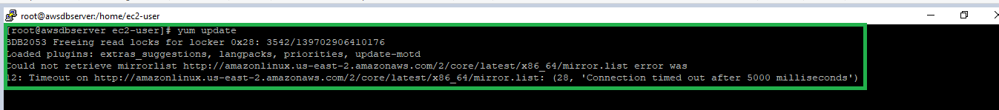 root@awsdbserver:/home/ec2-user
[root@awsdbserver ec2-user]# yum update
BDB2053 Freeing read locks for locker 0x28: 3542/139702906410176
Loaded plugins: extras_suggestions, langpacks, priorities, update-motd
Could not retrieve mirrorlist http://amazonlinux.us-east-2.amazonaws.com/2/core/latest/x86_64/mirror.list error was
12: Timeout on http://amazonlinux.us-east-2.amazonaws.com/2/core/latest/x86_64/mirror.list: (28, 'Connection timed out after 5000 milliseconds')